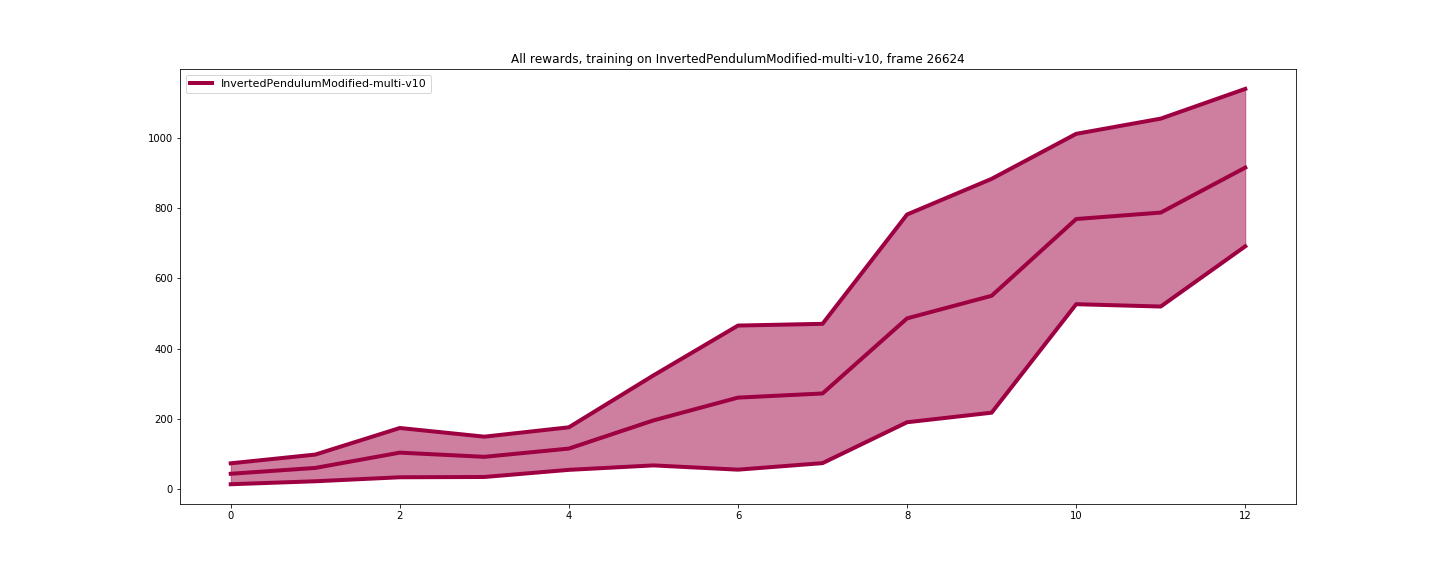 All rewards, training on InvertedPendulumModified-multi-v10, frame 26624
InvertedPendulumModified-multi-v10
1000
800
600
400
200
0
0 2 4 6 8 10 12